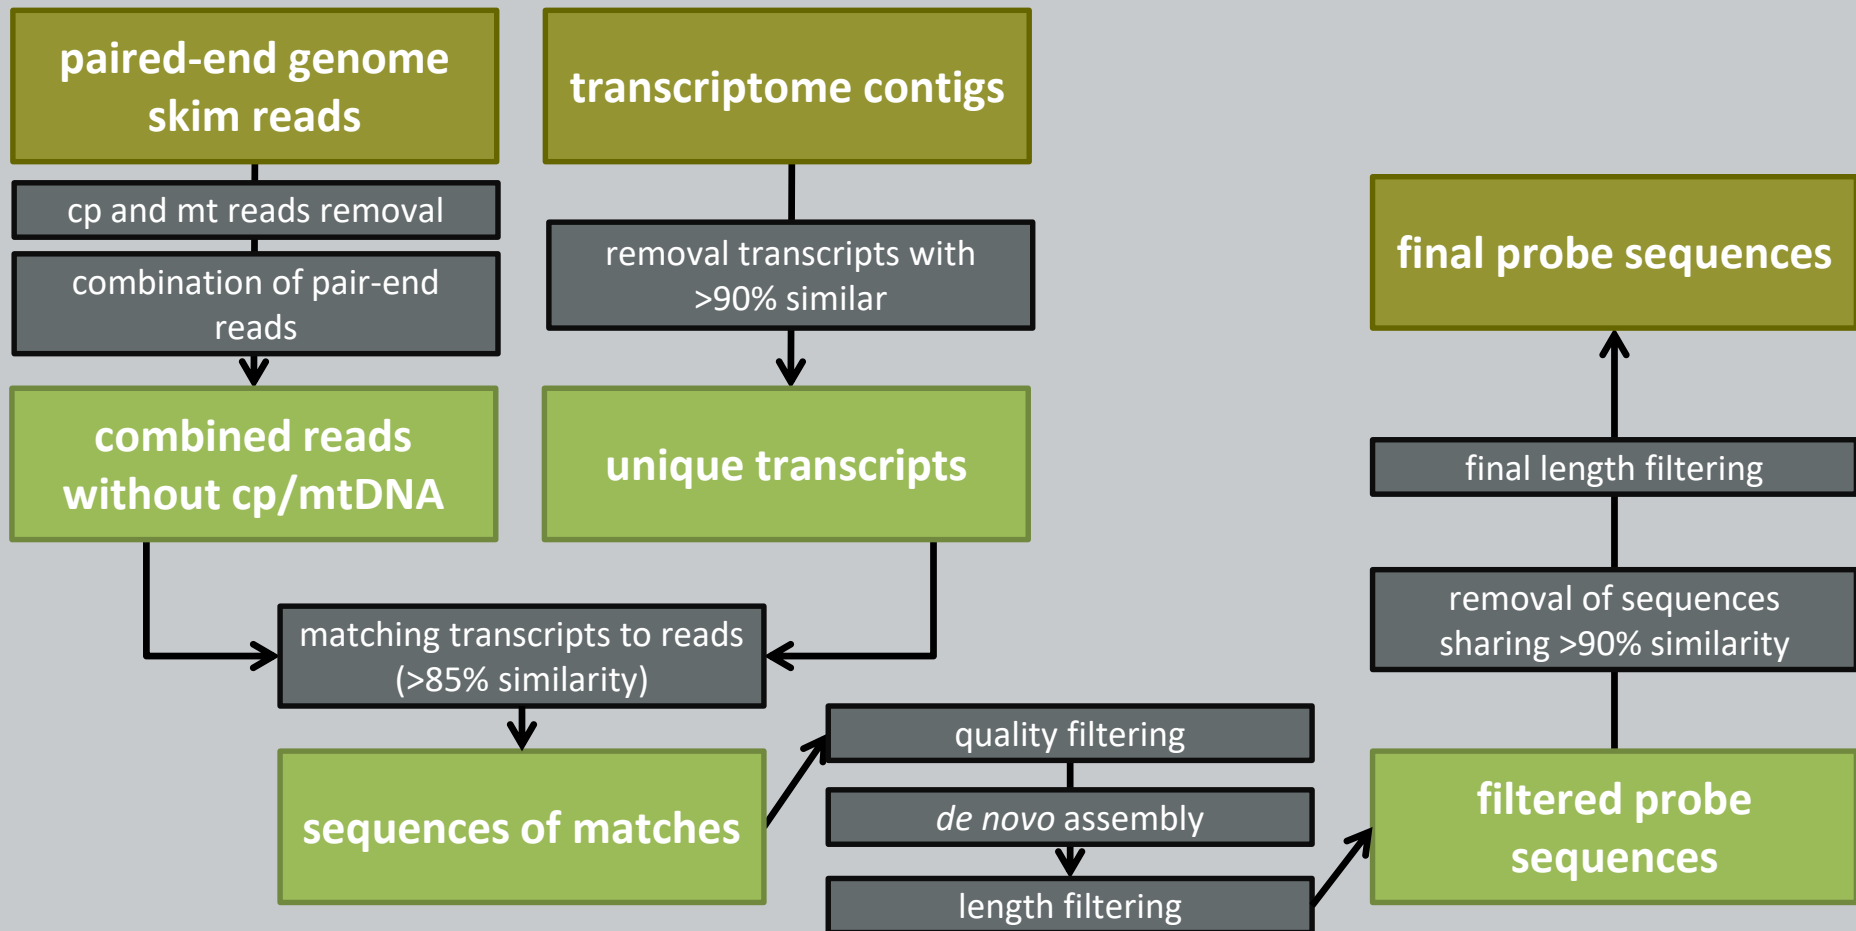 paired-end genome
skim reads
transcriptome contigs
cp and mt reads removal
combination of pair-end
reads
removal transcripts with
>90% similar
combined reads
without cp/mtDNA
unique transcripts
matching transcripts to reads
(>85% similarity)
sequences of matches
quality filtering
de novo assembly
length filtering
filtered probe
sequences
removal of sequences
sharing >90% similarity
final length filtering
final probe sequences